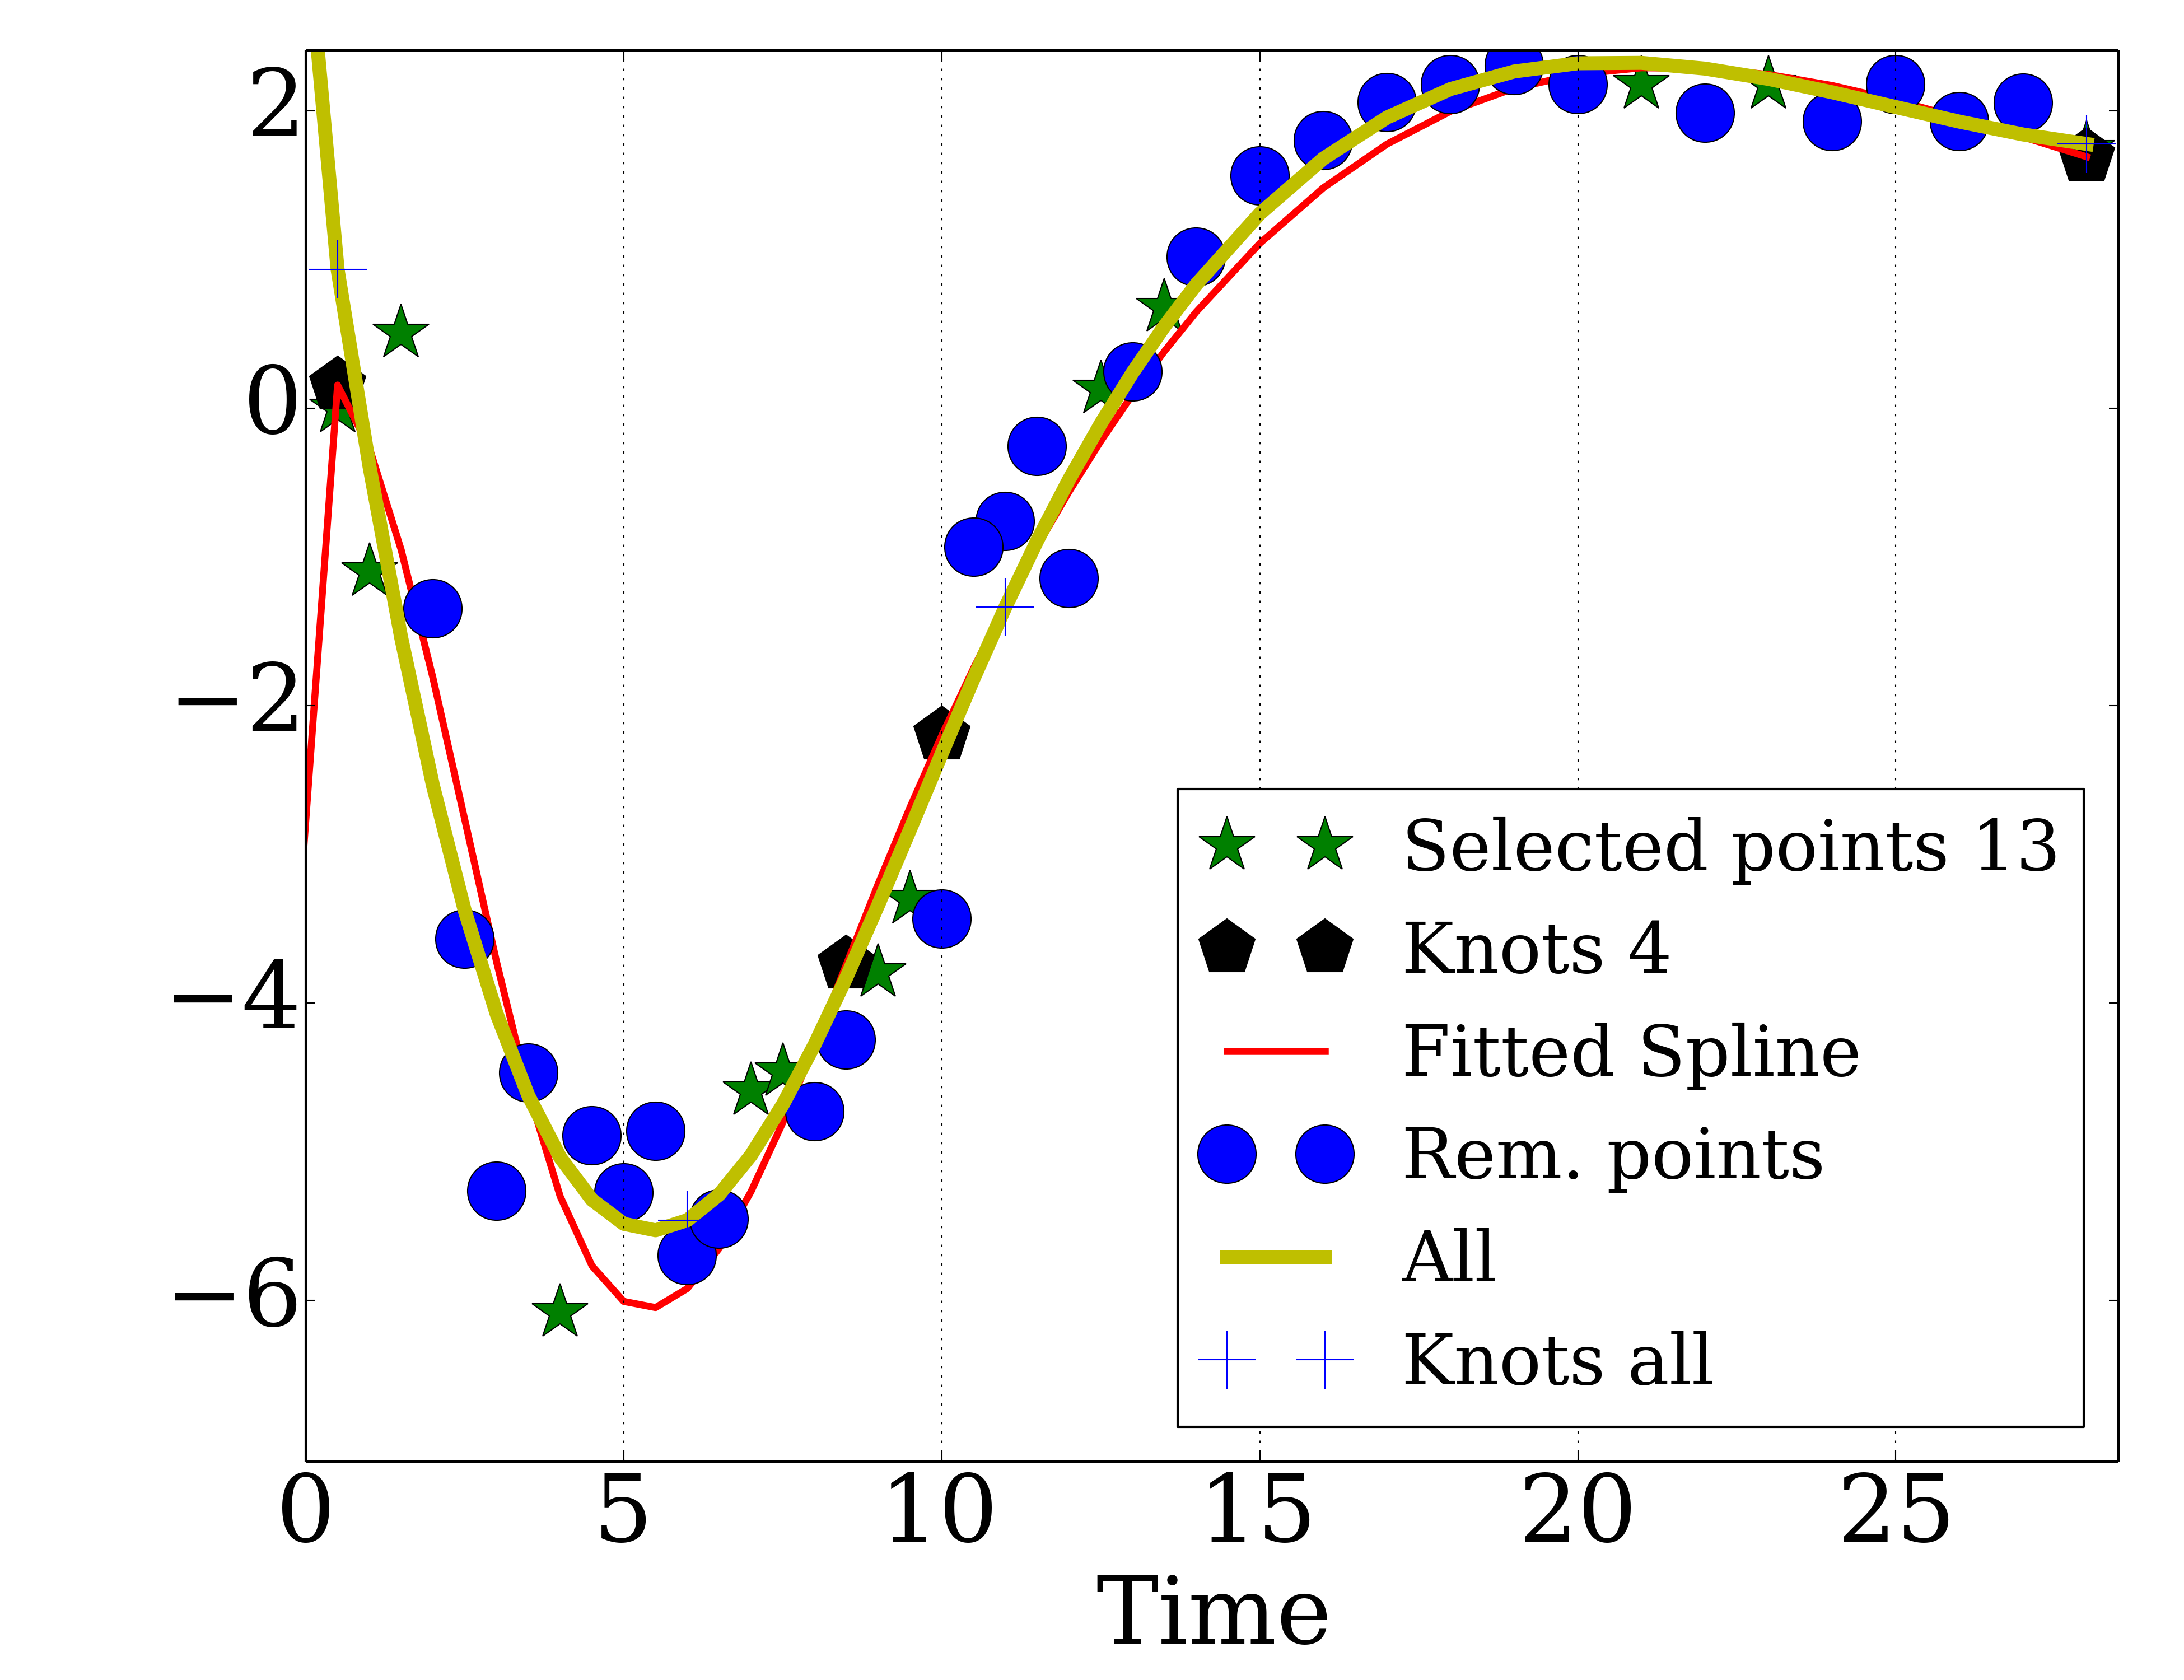 2
0
−2
−4
−6
0 5 10 15 20 25
Time
Selected points 13
Knots 4
Fitted Spline
Rem. points
All
Knots all